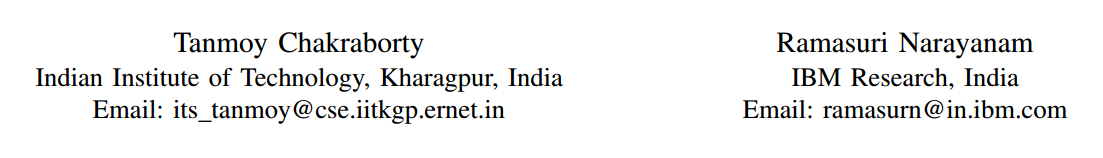 Tanmoy Chakraborty
Indian Institute of Technology, Kharagpur, India
Email: its_tanmoy@cse.iitkgp.ernet.in
Ramasuri Narayanam
IBM Research, India
Email: ramasurn@in.ibm.com